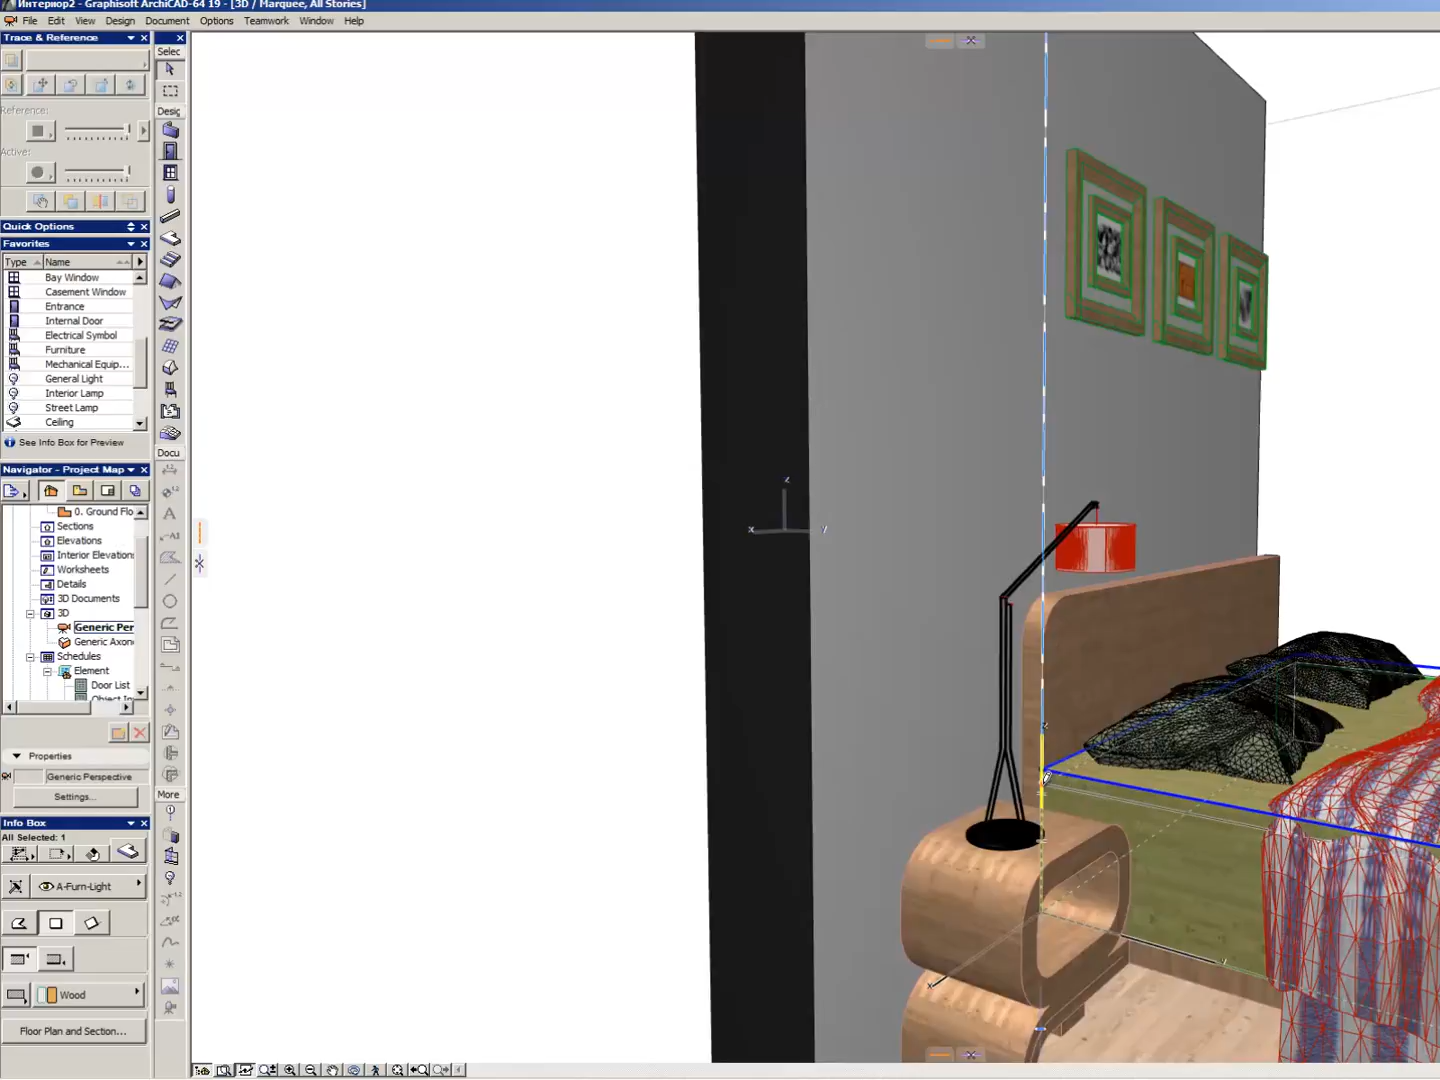 Интерьер2 - Graphisoft ArchiCAD-64 19 - [3D / Marquee, All Stories]
File Edit View Design Document Options Teamwork Window Help
Trace & Reference
Selec
Reference:
Active:
Desig
Quick Options
Favorites
Type Name
Bay Window
Casement Window
Entrance
Internal Door
Electrical Symbol
Furniture
Mechanical Equip...
General Light
Interior Lamp
Street Lamp
Ceiling
See Info Box for Preview
Docu
Navigator - Project Map
0. Ground Flo
Sections
Elevations
Interior Elevation
Worksheets
Details
3D Documents
3D
Generic Per
Generic Axon
Schedules
Element
Door List
Properties
Generic Perspective
Settings...
More
Info Box
All Selected: 1
A-Furn-Light
Wood
Floor Plan and Section...
z
x
y
x
y